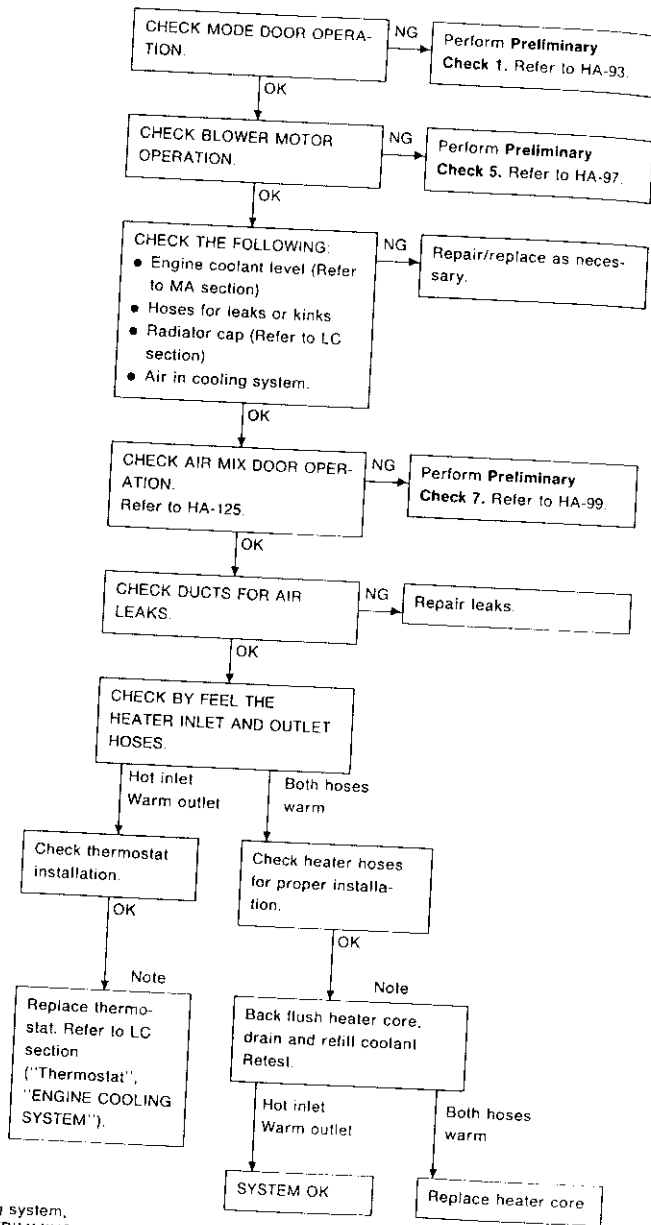 CHECK MODE DOOR OPERA-
TION.
NG
Perform Preliminary
Check 1. Refer to HA-93.
OK
CHECK BLOWER MOTOR
OPERATION.
NG
Perform Preliminary
Check 5. Refer to HA-97.
OK
CHECK THE FOLLOWING:
● Engine coolant level (Refer
to MA section)
● Hoses for leaks or kinks
● Radiator cap (Refer to LC
section)
● Air in cooling system.
NG
Repair/replace as neces-
sary.
OK
CHECK AIR MIX DOOR OPER-
ATION.
Refer to HA-125.
NG
Perform Preliminary
Check 7. Refer to HA-99.
OK
CHECK DUCTS FOR AIR
LEAKS.
NG
Repair leaks.
OK
CHECK BY FEEL THE
HEATER INLET AND OUTLET
HOSES.
Hot inlet
Warm outlet
Both hoses
warm
Check thermostat
installation.
Check heater hoses
for proper installa-
tion.
OK
OK
Note
Note
Replace thermo-
stat. Refer to LC
section
("Thermostat",
"ENGINE COOLING
SYSTEM").
Back flush heater core,
drain and refill coolant
Retest.
Hot inlet
Warm outlet
Both hoses
warm
SYSTEM OK
Replace heater core
system,